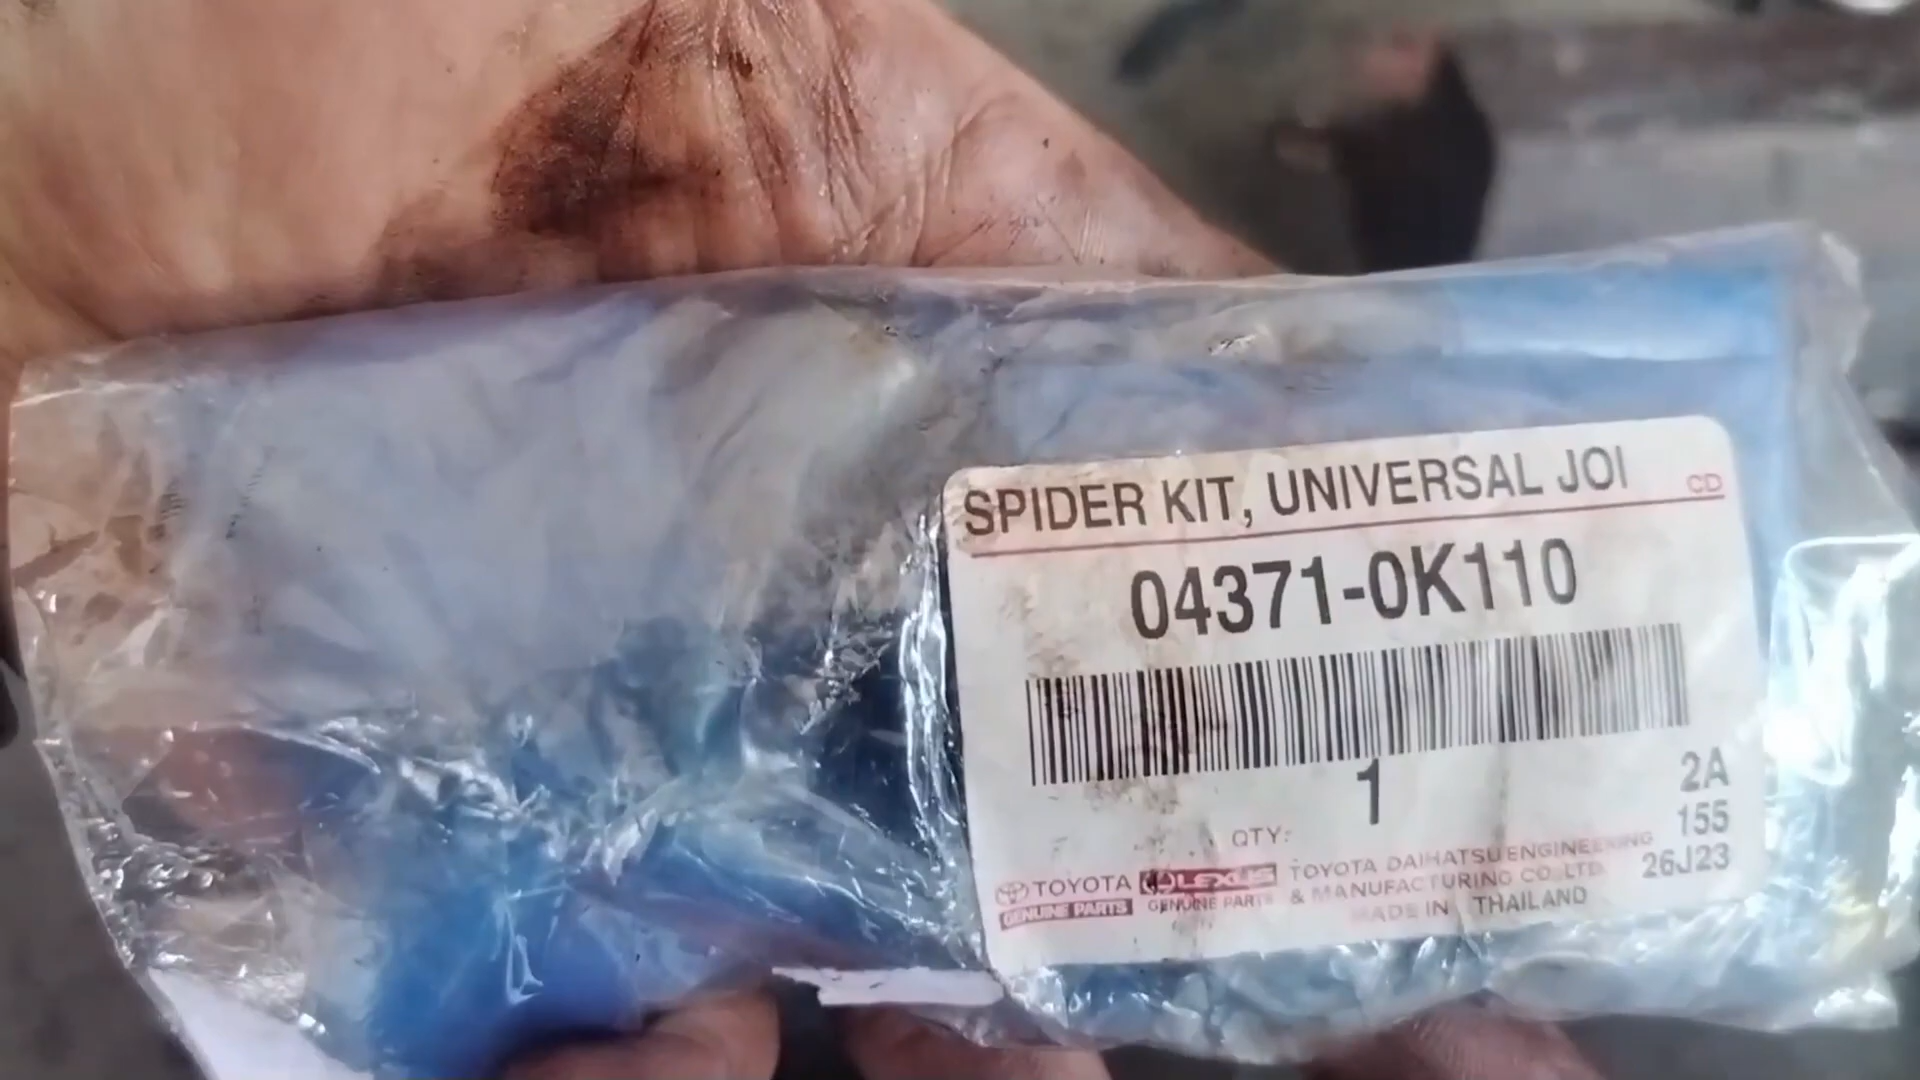 SPIDER KIT, UNIVERSAL JOI CD
04371-0K110
1
QTY:
2A
155
26J23
TOYOTA
GENUINE PARTS
LEXUS
GENUINE PARTS
TOYOTA DAIHATSU ENGINEERING
& MANUFACTURING CO.,LTD.
MADE IN THAILAND